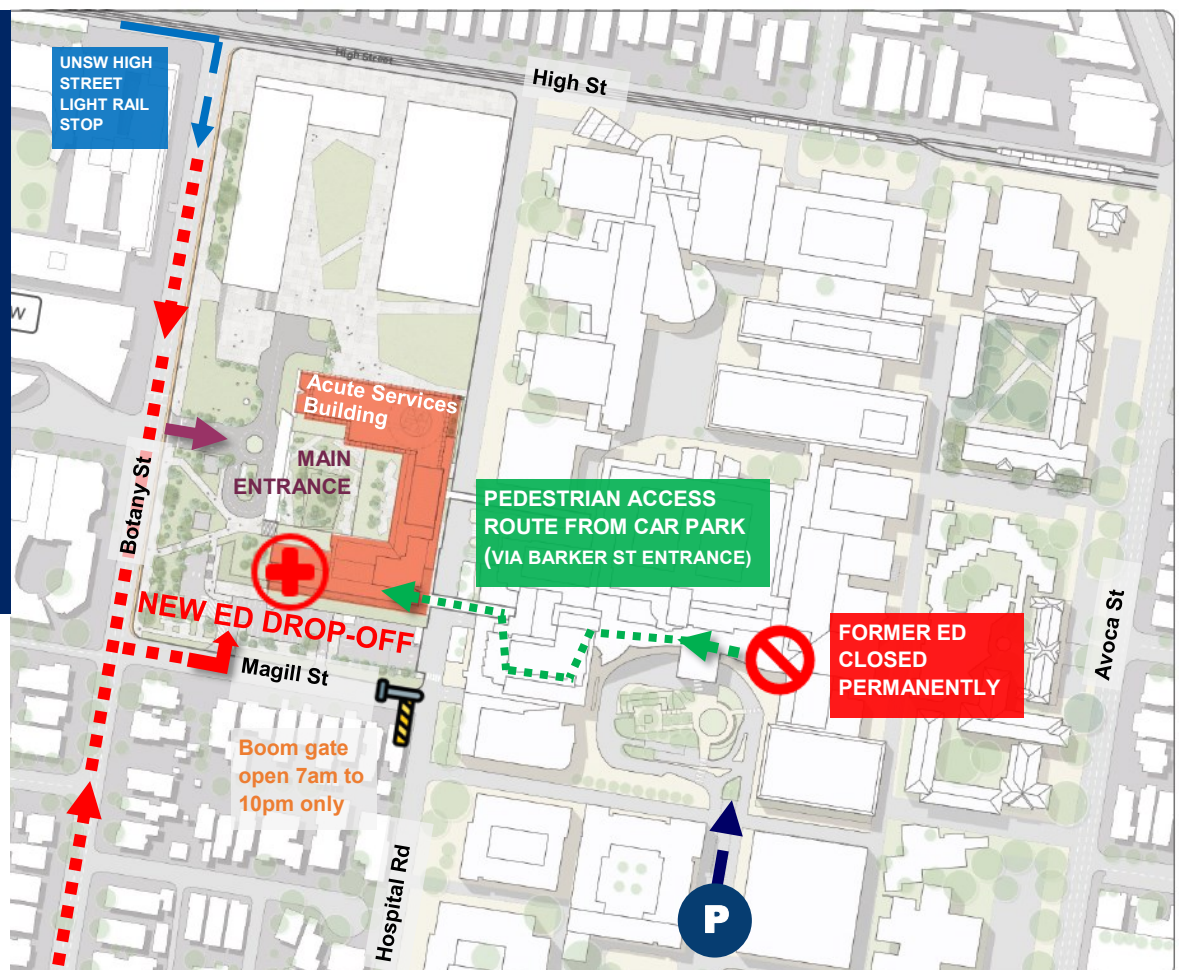 UNSW HIGH
STREET
LIGHT RAIL
STOP
High Street
High St
W
Acute Services
Building
MAIN
ENTRANCE
Botany St
PEDESTRIAN ACCESS
ROUTE FROM CAR PARK
(VIA BARKER ST ENTRANCE)
NEW ED DROP-OFF
FORMER ED
CLOSED
PERMANENTLY
Avoca St
Magill St
Boom gate
open 7am to
10pm only
Hospital Rd
P